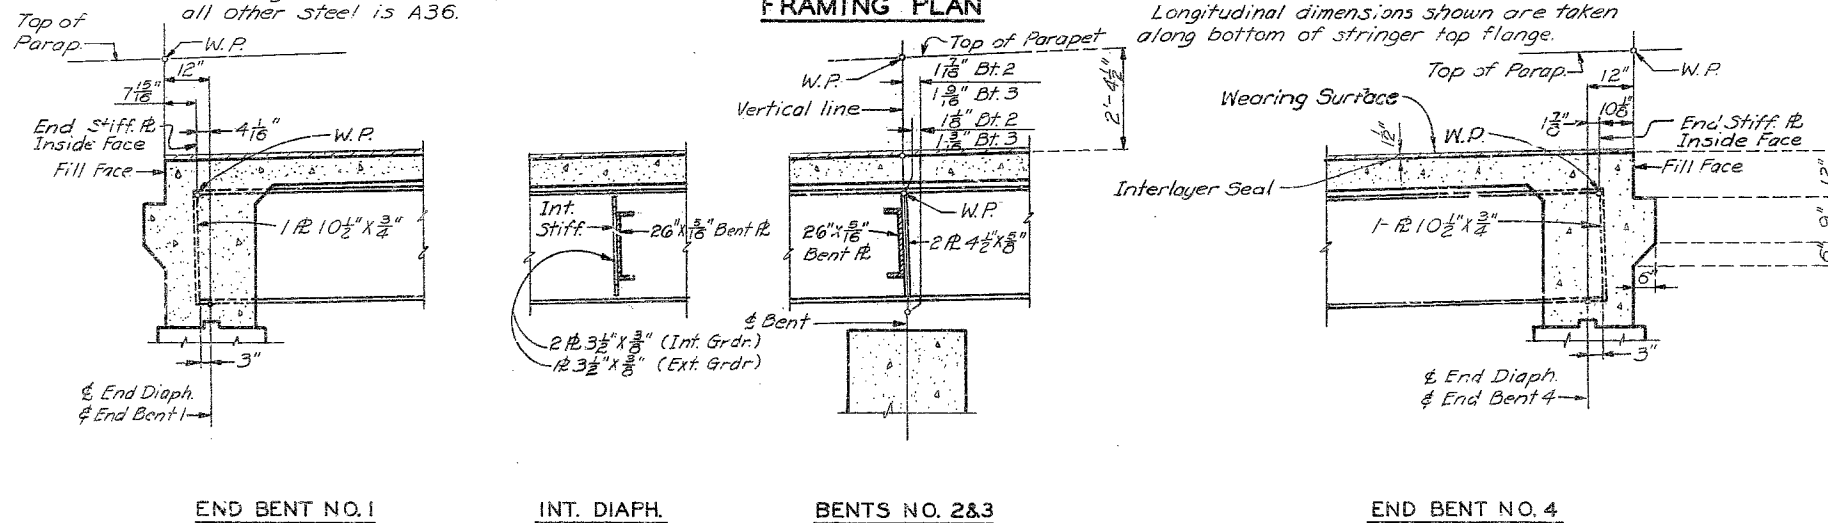 all other steel is A36.
FRAMING PLAN
Longitudinal dimensions shown are taken
along bottom of stringer top flange.
Top of
Parap.
W.P.
12"
7 15/16"
4 1/16"
End Stiff. ℄
Inside Face
W.P.
Fill Face
1 ℄ 10 1/2" x 3/4"
3"
℄ End Diaph.
℄ End Bent 1
END BENT NO. 1
Int.
Stiff.
26" x 5/16" Bent ℄
2 ℄ 3 1/2" x 3/8" (Int. Grdr.)
℄ 3 1/2" x 3/8" (Ext. Grdr)
INT. DIAPH.
Top of Parapet
W.P.
1 7/16" Bt. 2
1 9/16" Bt. 3
Vertical line
1 1/8" Bt. 2
1 3/16" Bt. 3
2'-4 1/2"
W.P.
26" x 5/16"
Bent ℄
2 ℄ 4 1/2" x 5/8"
℄ Bent
BENTS NO. 2&3
Top of Parap.
W.P.
12"
Wearing Surface
10 1/8"
1 7/8"
1/2"
End Stiff. ℄
Inside Face
W.P.
Fill Face
Interlayer Seal
12"
1-℄ 10 1/2" x 3/4"
9"
6"
6"
3"
℄ End Diaph.
℄ End Bent 4
END BENT NO. 4